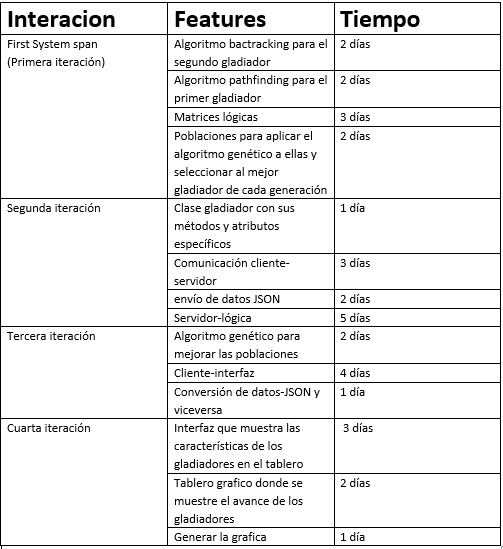 Interacion Features Tiempo
First System span Algoritmo bactracking para el 2 días
(Primera iteración) segundo gladiador
Algoritmo pathfinding para el 2 días
primer gladiador
Matrices lógicas 3 días
Poblaciones para aplicar el 2 días
algoritmo genético a ellas y
seleccionar al mejor
gladiador de cada generación
Segunda iteración Clase gladiador con sus 1 día
métodos y atributos
específicos
Comunicación cliente- 3 días
servidor
envío de datos JSON 2 días
Servidor-lógica 5 días
Tercera iteración Algoritmo genético para 2 días
mejorar las poblaciones
Cliente-interfaz 4 días
Conversión de datos-JSON y 1 día
viceversa
Cuarta iteración Interfaz que muestra las 3 días
características de los
gladiadores en el tablero
Tablero grafico donde se 2 días
muestre el avance de los
gladiadores
Generar la grafica 1 día